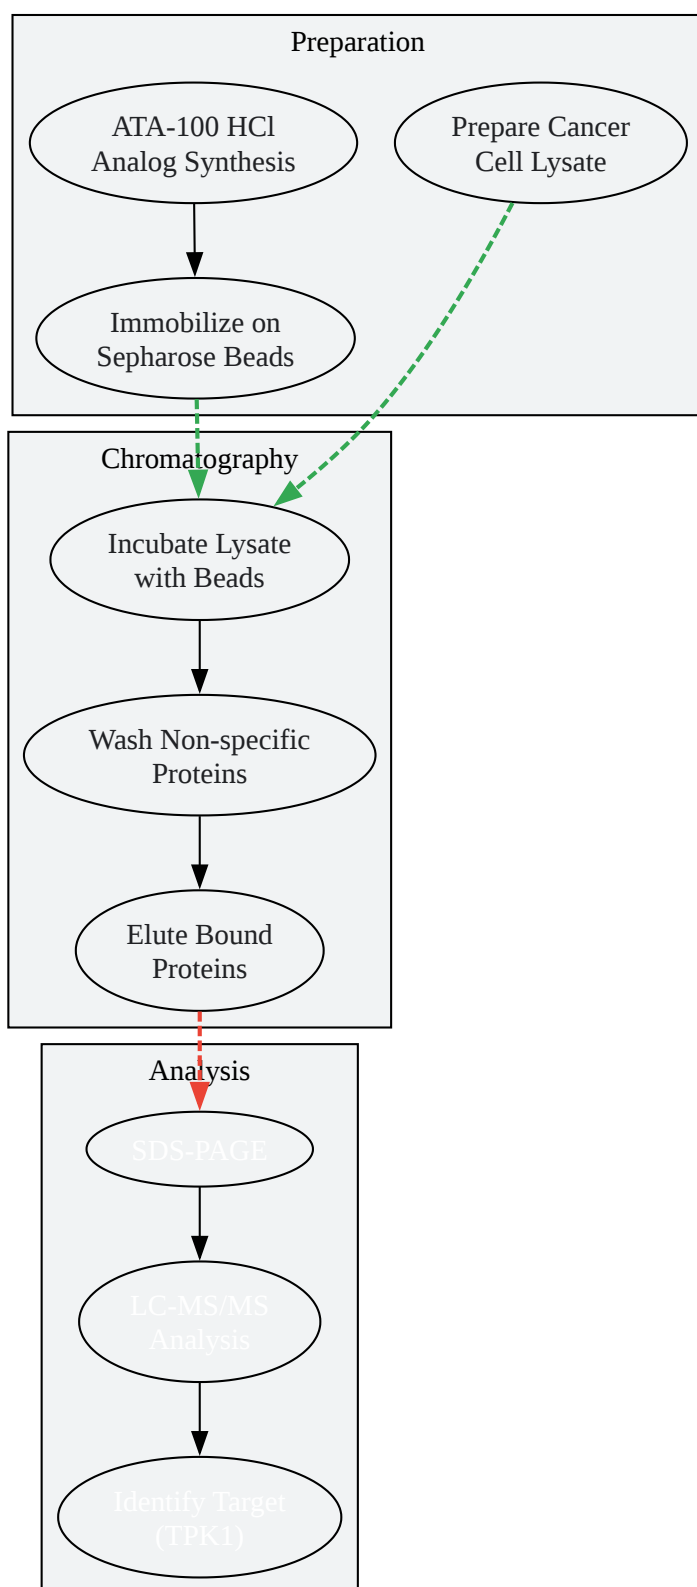 Preparation
ATA-100 HCl
Analog Synthesis
Prepare Cancer
Cell Lysate
Immobilize on
Sepharose Beads
Chromatography
Incubate Lysate
with Beads
Wash Non-specific
Proteins
Elute Bound
Proteins
Analysis
SDS-PAGE
LC-MS/MS
Analysis
Identify Target
(TPK1)